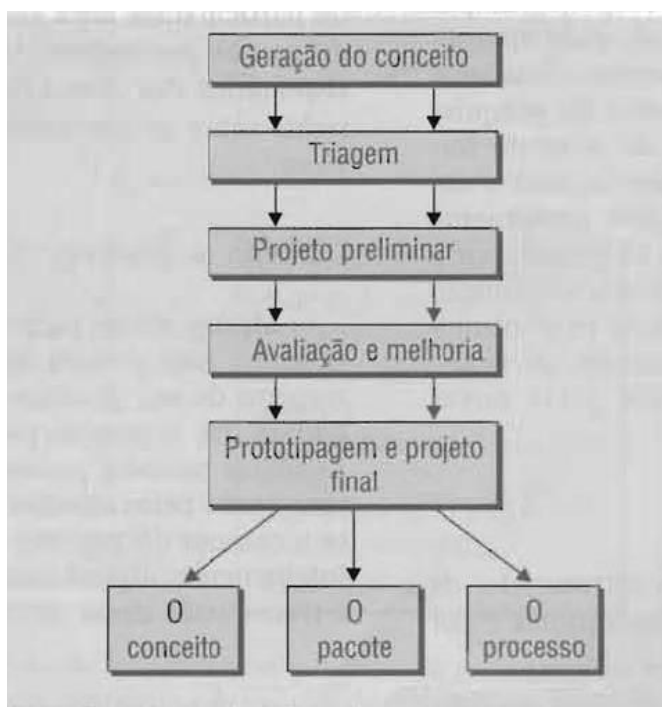 Geração do conceito
Triagem
Projeto preliminar
Avaliação e melhoria
Prototipagem e projeto
final
O
conceito
O
pacote
O
processo